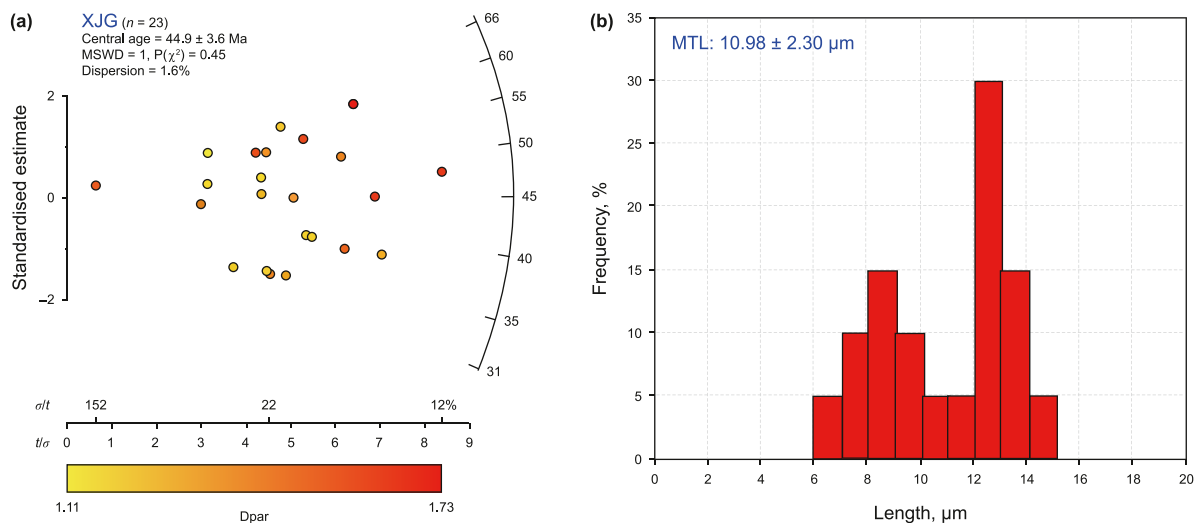 (a)
XJG (n = 23)
Central age = 44.9 ± 3.6 Ma
MSWD = 1, P(χ²) = 0.45
Dispersion = 1.6%
Standardised estimate
2
0
–2
66
60
55
50
45
40
35
31
σ/t
152
22
12%
t/σ
0 1 2 3 4 5 6 7 8 9
1.11
1.73
Dpar
(b)
MTL: 10.98 ± 2.30 µm
Frequency, %
35
30
25
20
15
10
5
0
0 2 4 6 8 10 12 14 16 18 20
Length, µm